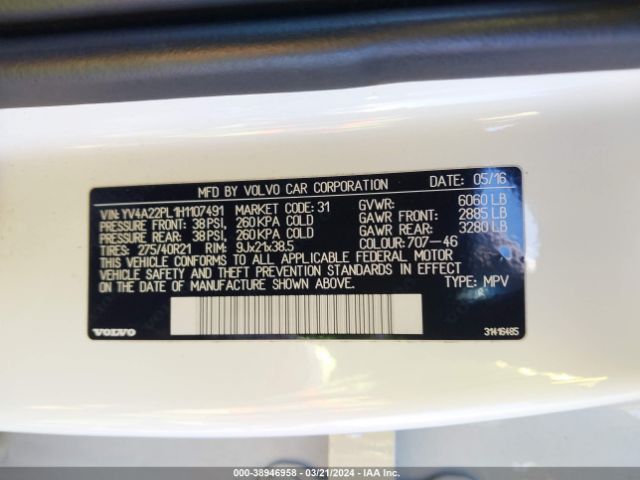 MFD BY VOLVO CAR CORPORATION DATE: 05/16
VIN: YV4A22PL1H1107491 MARKET CODE: 31 GVWR: 6060 LB
PRESSURE FRONT: 38 PSI, 260 KPA COLD GAWR FRONT: 2885 LB
PRESSURE REAR: 38 PSI, 260 KPA COLD GAWR REAR: 3280 LB
TIRES: 275/40R21 RIM: 9Jx21x38.5 COLOUR: 707-46
THIS VEHICLE CONFORMS TO ALL APPLICABLE FEDERAL MOTOR
VEHICLE SAFETY AND THEFT PREVENTION STANDARDS IN EFFECT
ON THE DATE OF MANUFACTURE SHOWN ABOVE. TYPE: MPV
VOLVO 31416485
000-38946958 - 03/21/2024 - IAA Inc.